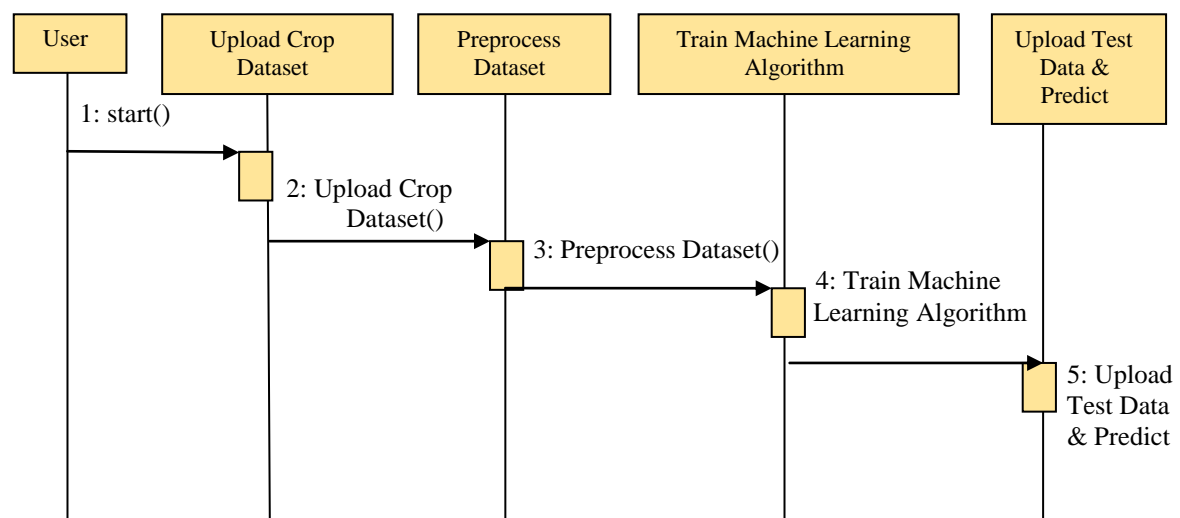 User
Upload Crop
Dataset
Preprocess
Dataset
Train Machine Learning
Algorithm
Upload Test
Data &
Predict
1: start()
2: Upload Crop
Dataset()
3: Preprocess Dataset()
4: Train Machine
Learning Algorithm
5: Upload
Test Data
& Predict